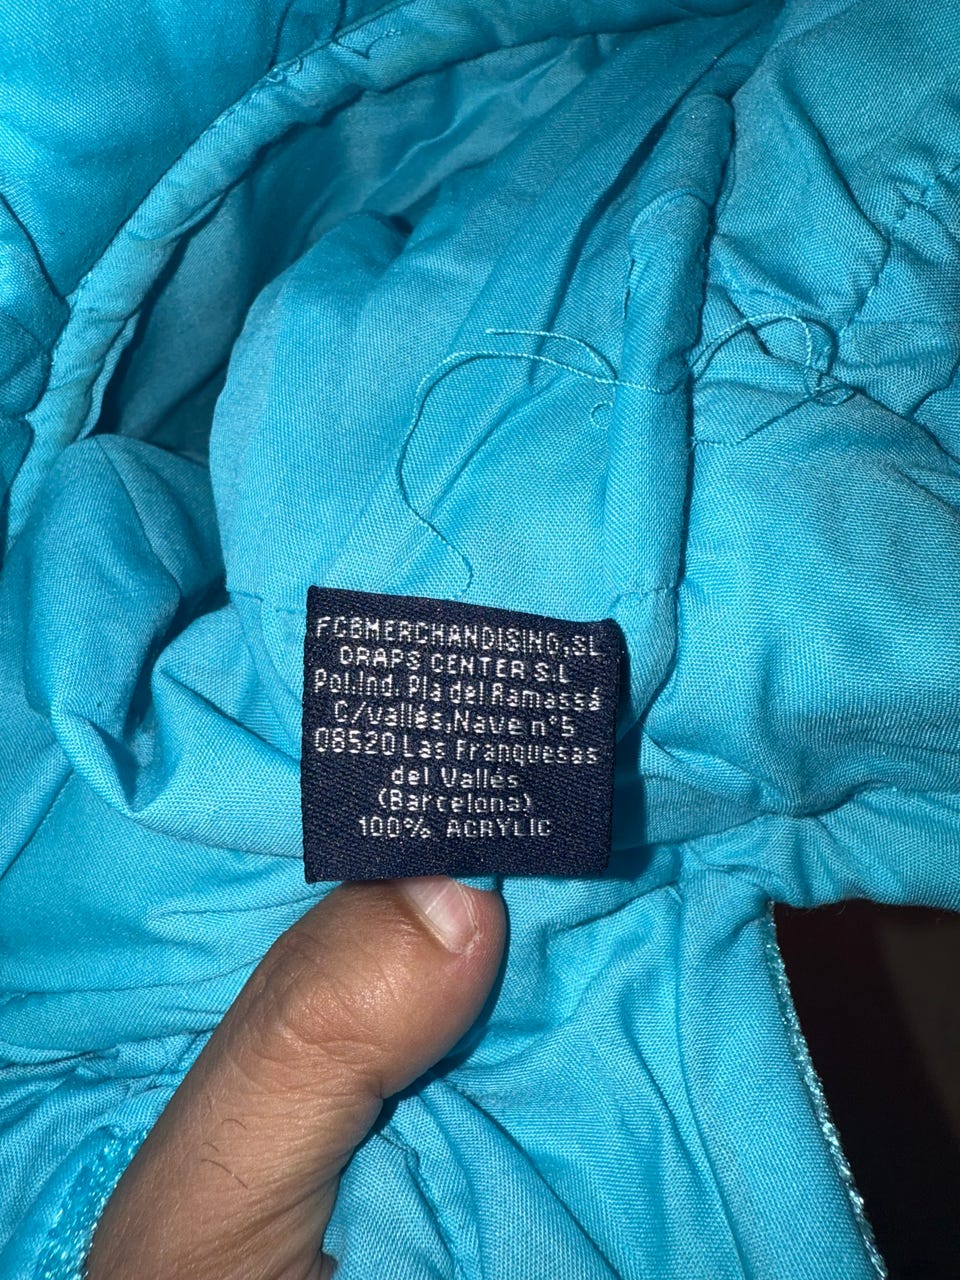 FCBMERCHANDISING,SL
DRAPS CENTER S.L
Pol.Ind. Pla del Ramassá
C/vallés,Nave n°5
08520 Las Franquesas
del Vallés
(Barcelona)
100% ACRYLIC